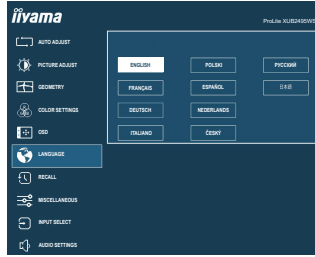 iiyama
ProLite XUB2495WS
AUTO ADJUST
PICTURE ADJUST
GEOMETRY
COLOR SETTINGS
OSD
LANGUAGE
RECALL
MISCELLANEOUS
INPUT SELECT
AUDIO SETTINGS
ENGLISH POLSKI РУССКИЙ
FRANÇAIS ESPAÑOL 日本語
DEUTSCH NEDERLANDS
ITALIANO ČESKÝ